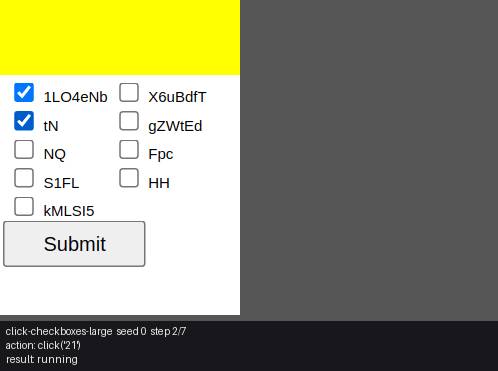 1LO4eNb X6uBdfT
tN gZWtEd
NQ Fpc
S1FL HH
kMLSI5
Submit
click-checkboxes-large seed 0 step 2/7
action: click('21')
result: running